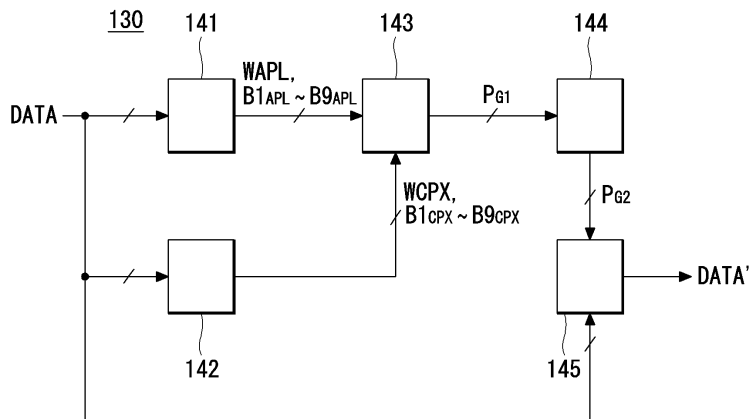 130
141
143
144
WAPL,
B1APL ~ B9APL
PG1
DATA
WCPX,
B1CPX ~ B9CPX
PG2
DATA'
142
145